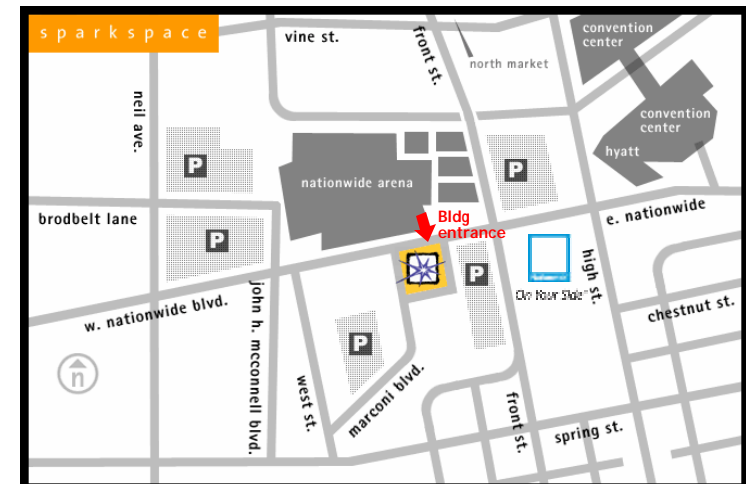 sparkspace
vine st.
front st.
convention
center
north market
neil ave.
convention
center
hyatt
P
P
nationwide arena
brodbelt lane
Bldg
entrance
e. nationwide
P
P
high st.
On Your Side
w. nationwide blvd.
john h. mcconnell blvd.
chestnut st.
P
n
west st.
marconi blvd.
front st.
spring st.